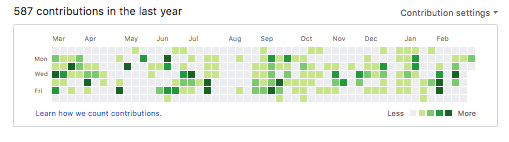 587 contributions in the last year
Contribution settings
Mar Apr May Jun Jul Aug Sep Oct Nov Dec Jan Feb
Mon
Wed
Fri
Learn how we count contributions.
Less More